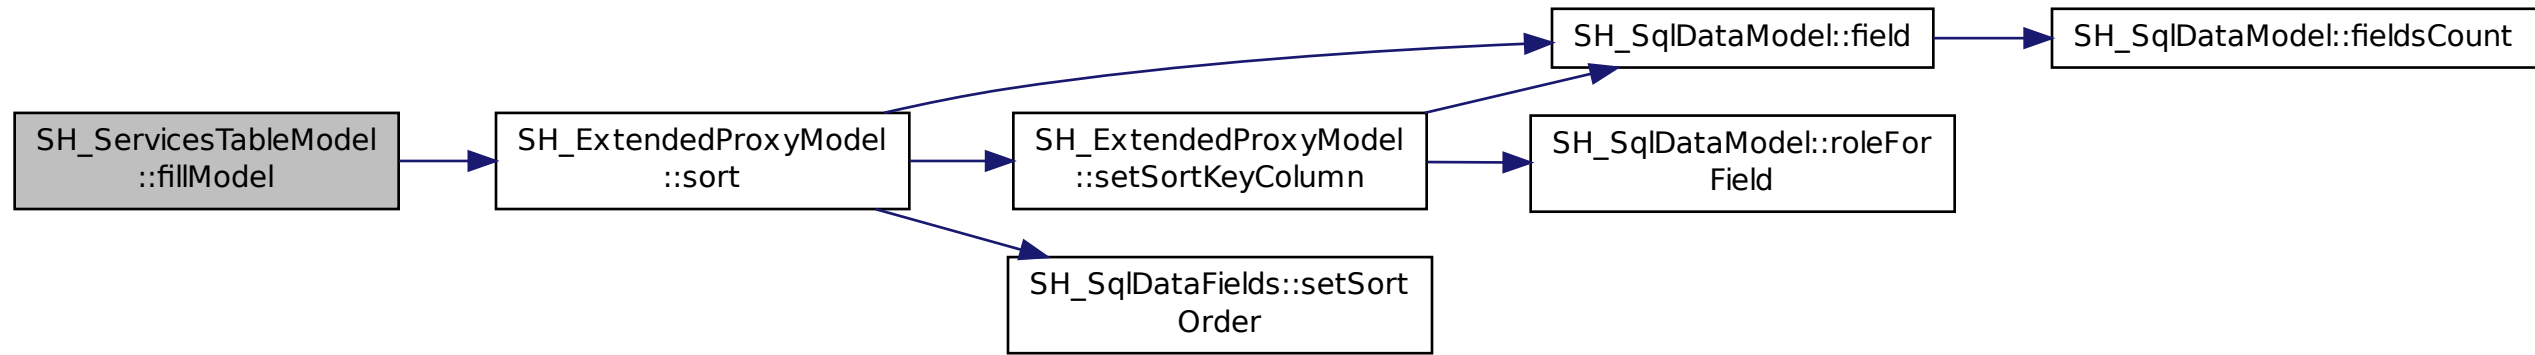 SH_ServicesTableModel
::fillModel
SH_ExtendedProxyModel
::sort
SH_ExtendedProxyModel
::setSortKeyColumn
SH_SqlDataFields::setSort
Order
SH_SqlDataModel::field
SH_SqlDataModel::roleFor
Field
SH_SqlDataModel::fieldsCount